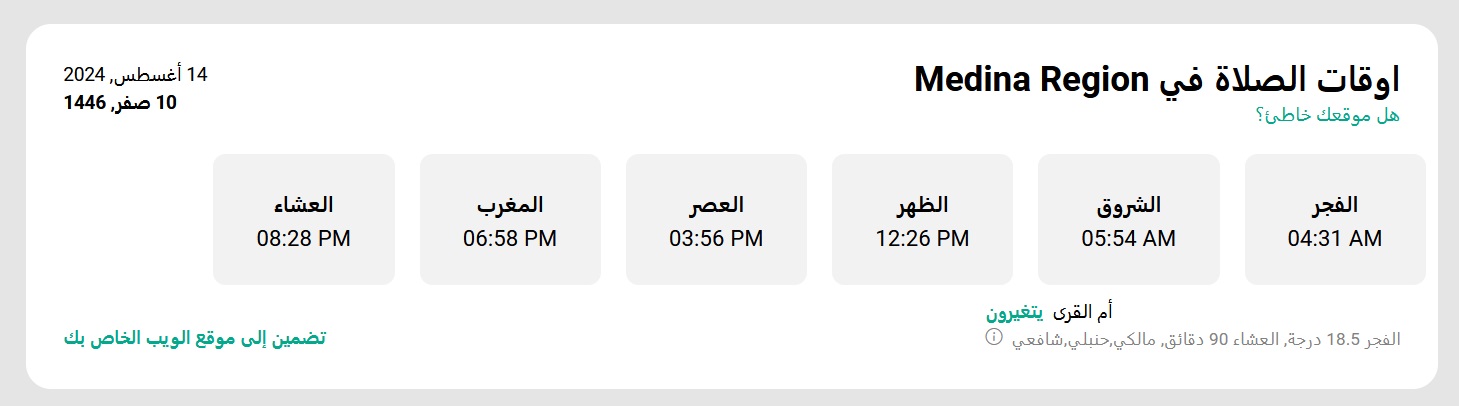 اوقات الصلاة في Medina Region
هل موقعك خاطئ؟
14 أغسطس, 2024
10 صفر, 1446
الفجر
04:31 AM
الشروق
05:54 AM
الظهر
12:26 PM
العصر
03:56 PM
المغرب
06:58 PM
العشاء
08:28 PM
أم القرى يتغيرون
الفجر 18.5 درجة, العشاء 90 دقائق, مالكي,حنبلي,شافعي
تضمين إلى موقع الويب الخاص بك